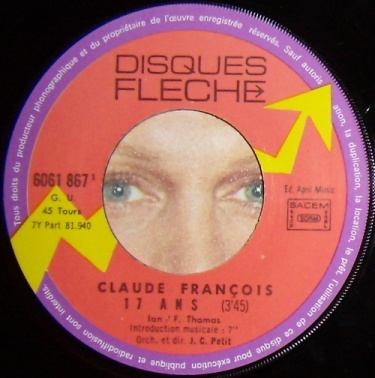 Tous droits du producteur phonographique et du propriétaire de l'œuvre enregistrée réservés. Sauf autorisation, la duplication, la location, le prêt, l'utilisation de ce disque pour exécution publique et radiodiffusion sont interdits.
DISQUES
FLECHE
6061 867
G. U.
45 Tours
7Y Part 81.940
Ed. April Music
SACEM
SDRM
CLAUDE FRANÇOIS
17 ANS (3'45)
Ian / F. Thomas
Introduction musicale : 7"
Orch. et dir. J. C. Petit